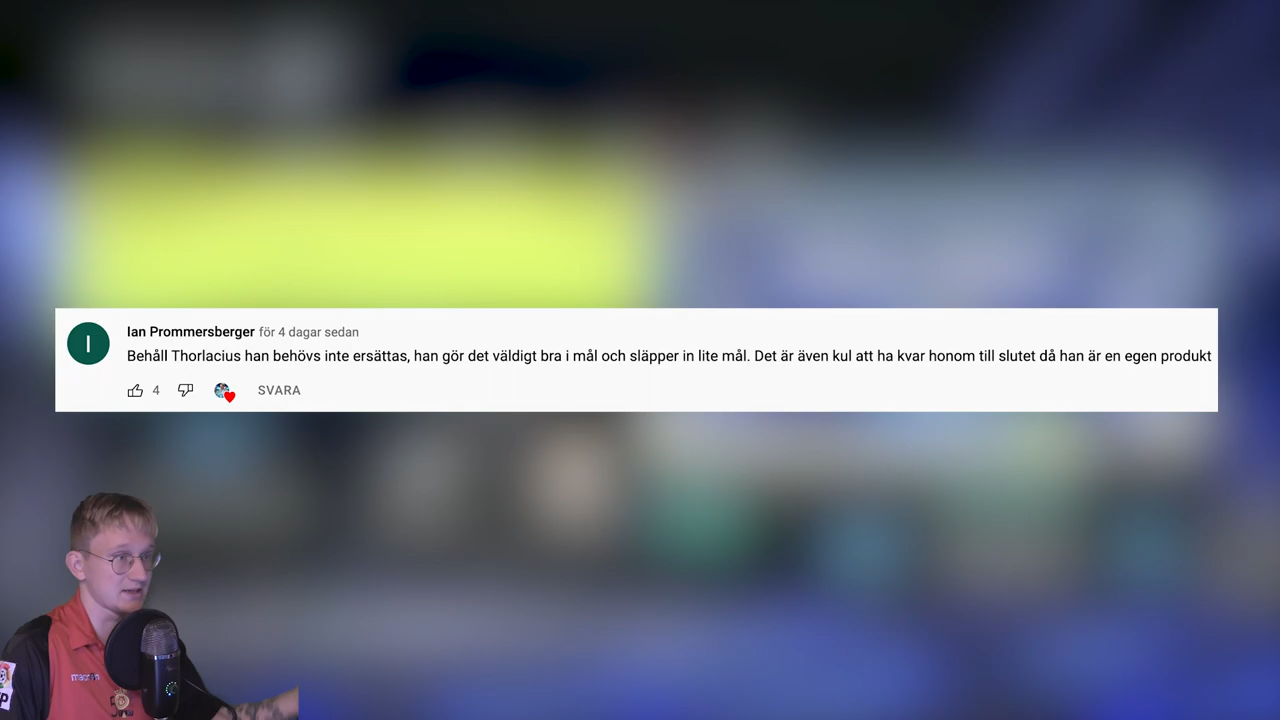 I
Ian Prommersberger för 4 dagar sedan
Behåll Thorlacius han behövs inte ersättas, han gör det väldigt bra i mål och släpper in lite mål. Det är även kul att ha kvar honom till slutet då han är en egen produkt
4
SVARA
macron